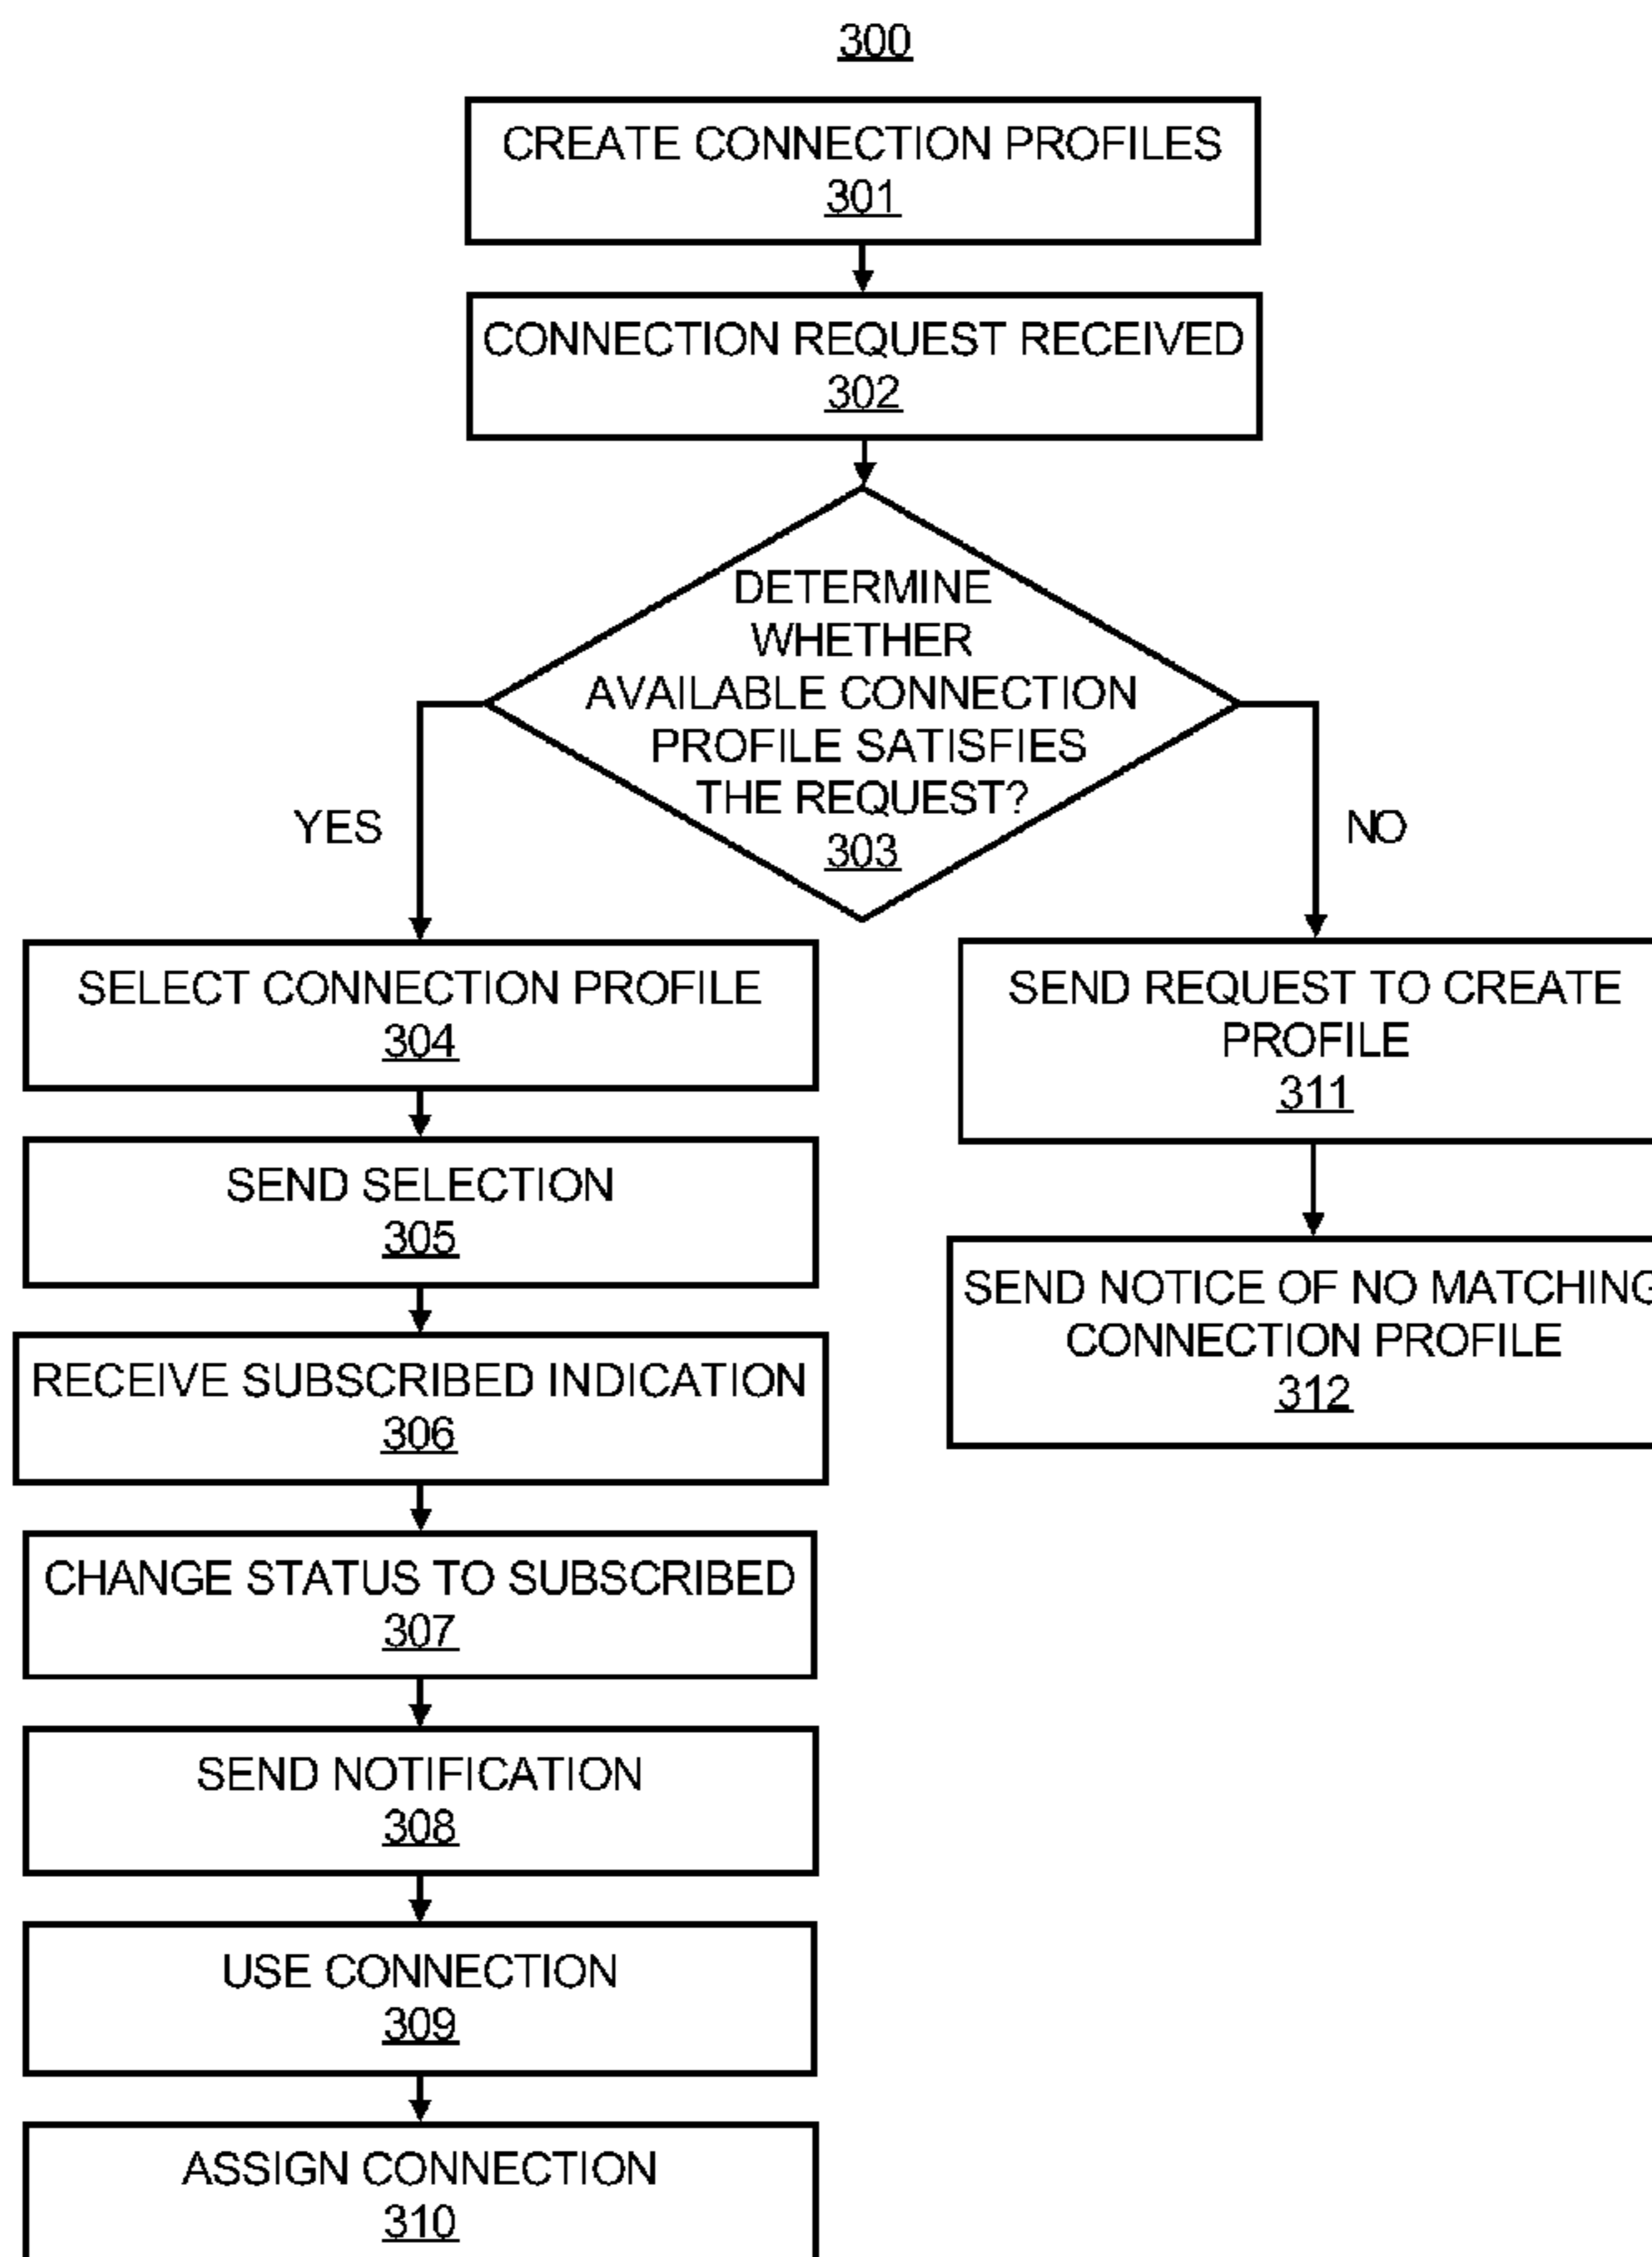 300
CREATE CONNECTION PROFILES
301
CONNECTION REQUEST RECEIVED
302
DETERMINE
WHETHER
AVAILABLE CONNECTION
PROFILE SATISFIES
THE REQUEST?
303
YES
NO
SELECT CONNECTION PROFILE
304
SEND SELECTION
305
RECEIVE SUBSCRIBED INDICATION
306
CHANGE STATUS TO SUBSCRIBED
307
SEND NOTIFICATION
308
USE CONNECTION
309
ASSIGN CONNECTION
310
SEND REQUEST TO CREATE
PROFILE
311
SEND NOTICE OF NO MATCHING
CONNECTION PROFILE
312